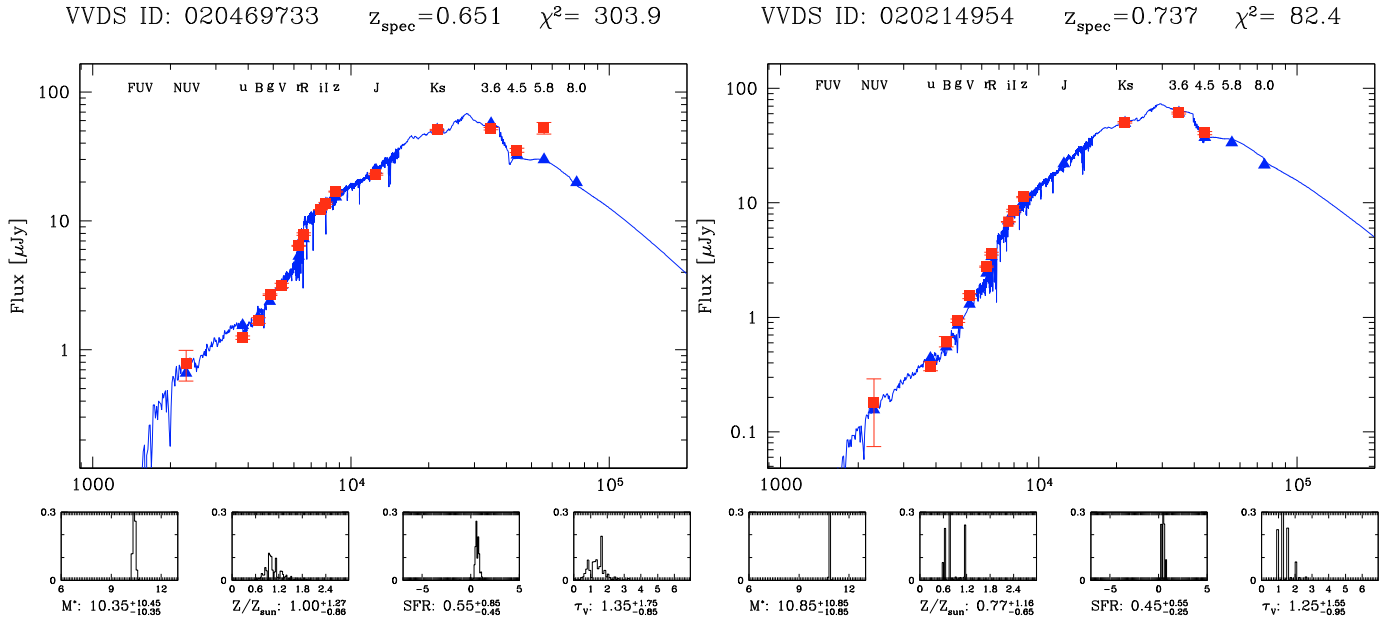 VVDS ID: 020469733 z_spec=0.651 χ²= 303.9
FUV NUV u B g V r R i I z J Ks 3.6 4.5 5.8 8.0
100
10
1
Flux [μJy]
1000 10⁴ 10⁵
0.3 0.3 0.3 0.3
0 0 0 0
6 9 12 0 0.6 1.2 1.8 2.4 −5 0 5 0 1 2 3 4 5 6
M*: 10.35+10.45−10.35 Z/Z_sun: 1.00+1.27−0.86 SFR: 0.55+0.85−0.45 τ_V: 1.35+1.75−0.85
VVDS ID: 020214954 z_spec=0.737 χ²= 82.4
FUV NUV u B g V r R i I z J Ks 3.6 4.5 5.8 8.0
100
10
1
0.1
Flux [μJy]
1000 10⁴ 10⁵
0.3 0.3 0.3 0.3
0 0 0 0
6 9 12 0 0.6 1.2 1.8 2.4 −5 0 5 0 1 2 3 4 5 6
M*: 10.85+10.85−10.85 Z/Z_sun: 0.77+1.16−0.65 SFR: 0.45+0.55−0.25 τ_V: 1.25+1.55−0.95